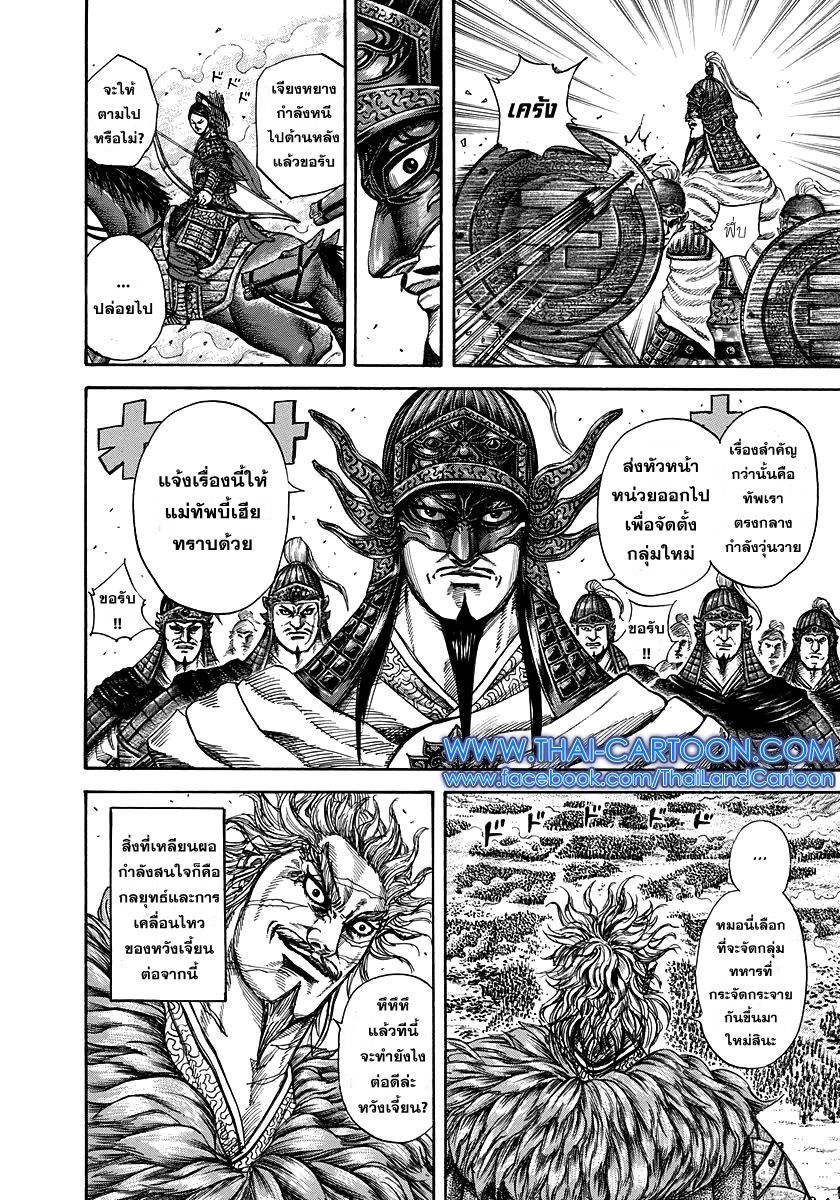 เคร้ง
ฟึ่บ
เจียงหยาง
กำลังหนี
ไปด้านหลัง
แล้วขอรับ
จะให้
ตามไป
หรือไม่?
ドドド
...
ปล่อยไป
เรื่องสำคัญ
กว่านั้นคือ
ทัพเรา
ตรงกลาง
กำลังวุ่นวาย
ส่งหัวหน้า
หน่วยออกไป
เพื่อจัดตั้ง
กลุ่มใหม่
ขอรับ
!!
แจ้งเรื่องนี้ให้
แม่ทัพบี้เฮีย
ทราบด้วย
ขอรับ
!!
WWW.THAI-CARTOON.COM
www.facebook.com/ThaiLandCartoon
ドドド
...
หมอนี่เลือก
ที่จะจัดกลุ่ม
ทหารที่
กระจัดกระจาย
กันขึ้นมา
ใหม่สินะ
สิ่งที่เหลียนผอ
กำลังสนใจก็คือ
กลยุทธ์และการ
เคลื่อนไหว
ของหวังเจี้ยน
ต่อจากนี้
หึหึหึ
แล้วทีนี้
จะทำยังไง
ต่อดีล่ะ
หวังเจี้ยน?